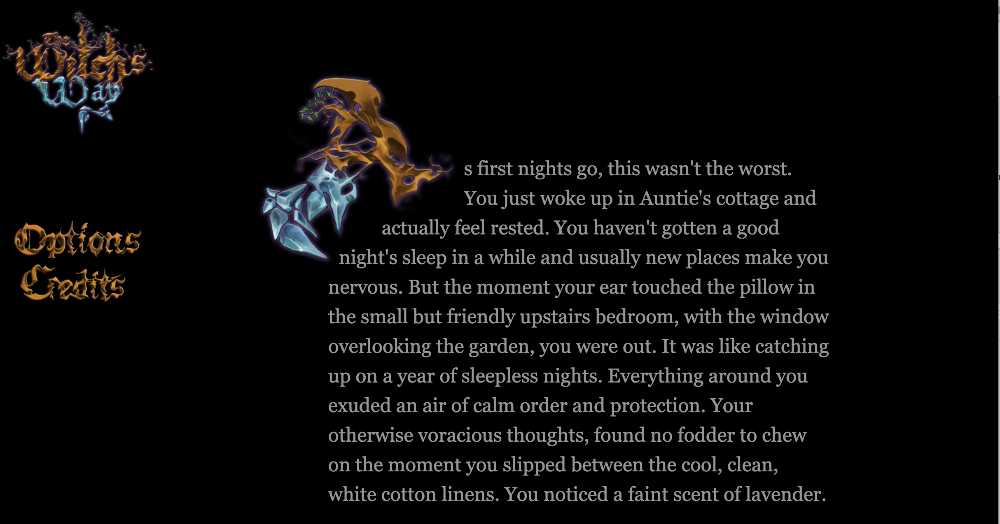 The
Witch's
Way
Options
Credits
As first nights go, this wasn't the worst.
You just woke up in Auntie's cottage and
actually feel rested. You haven't gotten a good
night's sleep in a while and usually new places make you
nervous. But the moment your ear touched the pillow in
the small but friendly upstairs bedroom, with the window
overlooking the garden, you were out. It was like catching
up on a year of sleepless nights. Everything around you
exuded an air of calm order and protection. Your
otherwise voracious thoughts, found no fodder to chew
on the moment you slipped between the cool, clean,
white cotton linens. You noticed a faint scent of lavender.